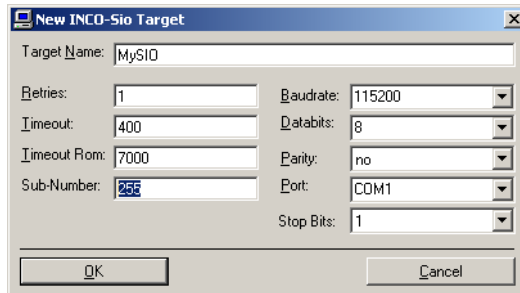 New INCO-Sio Target
Target Name: MySIO
Retries: 1
Baudrate: 115200
Timeout: 400
Databits: 8
Timeout Rom: 7000
Parity: no
Sub-Number: 255
Port: COM1
Stop Bits: 1
OK
Cancel